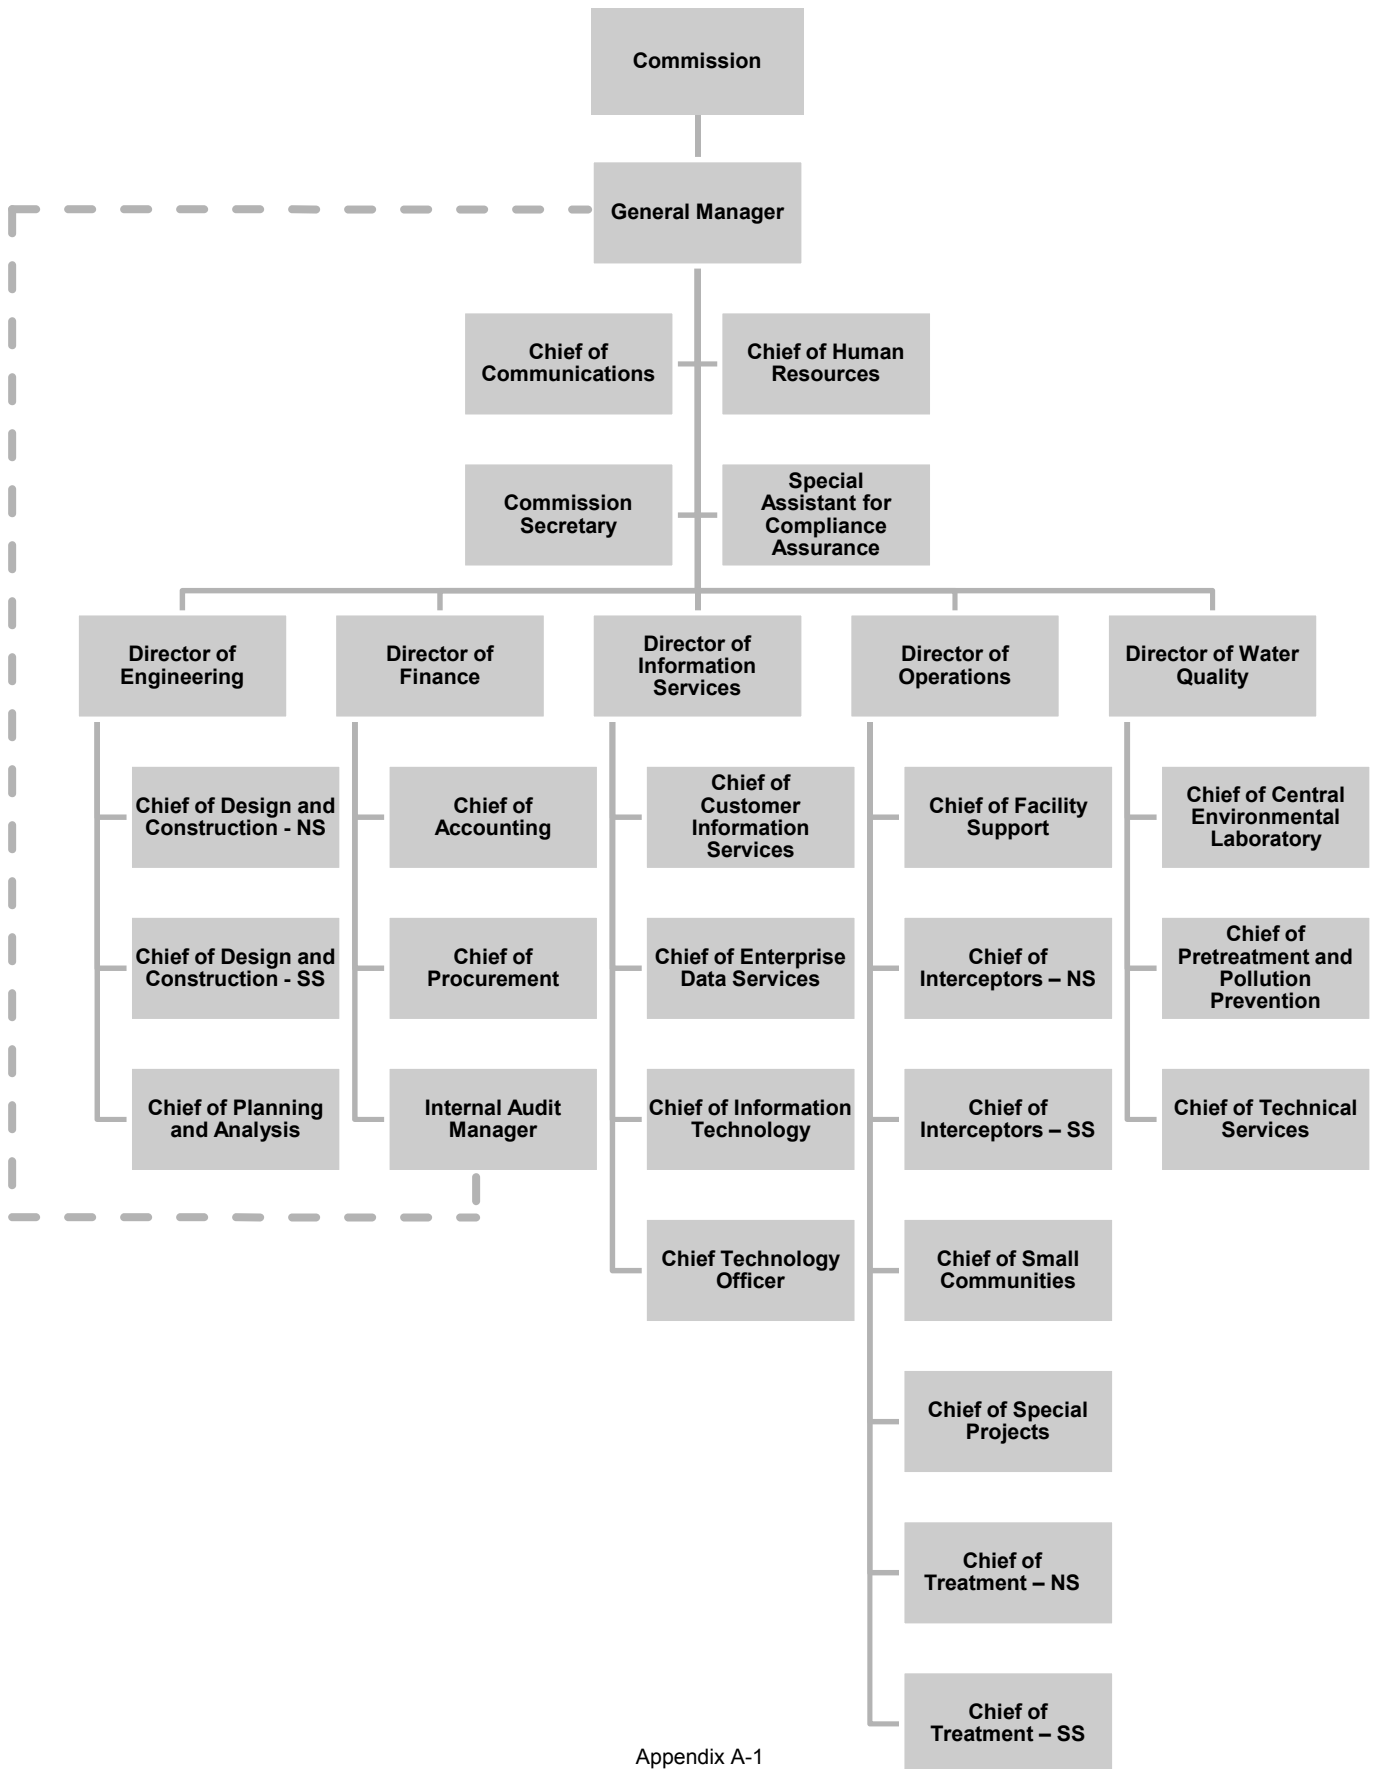 Commission
General Manager
Chief of
Communications
Chief of Human
Resources
Commission
Secretary
Special
Assistant for
Compliance
Assurance
Director of
Engineering
Director of
Finance
Director of
Information
Services
Director of
Operations
Director of Water
Quality
Chief of Design and
Construction - NS
Chief of
Accounting
Chief of
Customer
Information
Services
Chief of Facility
Support
Chief of Central
Environmental
Laboratory
Chief of Design and
Construction - SS
Chief of
Procurement
Chief of Enterprise
Data Services
Chief of
Interceptors – NS
Chief of
Pretreatment and
Pollution
Prevention
Chief of Planning
and Analysis
Internal Audit
Manager
Chief of Information
Technology
Chief of
Interceptors – SS
Chief of Technical
Services
Chief Technology
Officer
Chief of Small
Communities
Chief of Special
Projects
Chief of
Treatment – NS
Chief of
Treatment – SS
Appendix A-1